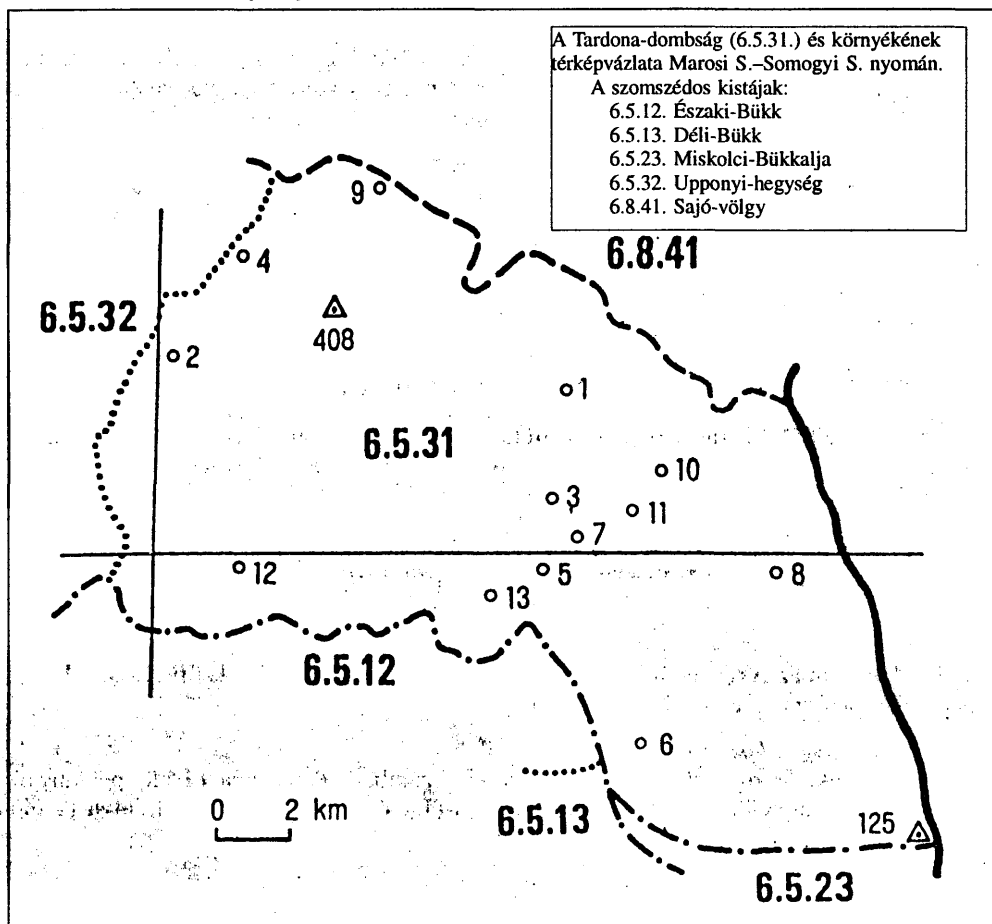 A Tardona-dombság (6.5.31.) és környékének
térképvázlata Marosi S.–Somogyi S. nyomán.
A szomszédos kistájak:
6.5.12. Északi-Bükk
6.5.13. Déli-Bükk
6.5.23. Miskolci-Bükkalja
6.5.32. Upponyi-hegység
6.8.41. Sajó-völgy
9
6.8.41
4
6.5.32
408
2
1
6.5.31
10
3
11
7
12
5
8
13
6.5.12
6
0 2 km
6.5.13
125
6.5.23